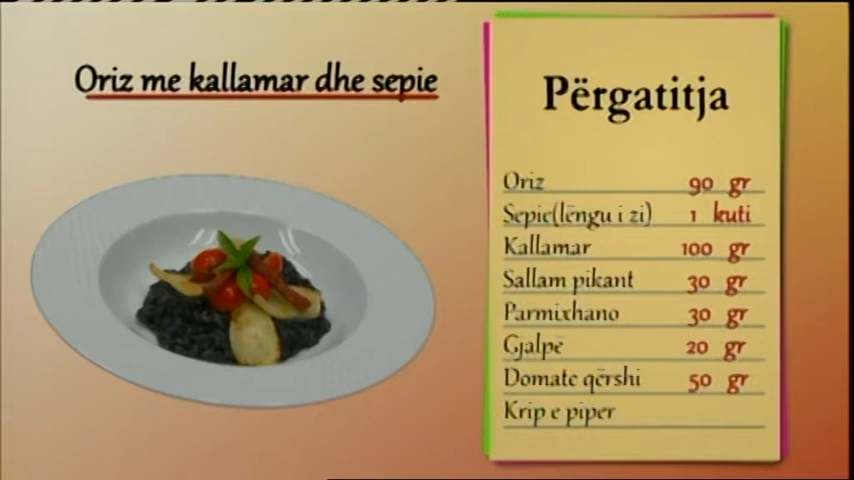 Oriz me kallamar dhe sepie
Përgatitja
Oriz 90 gr
Sepie(lëngu i zi) 1 kuti
Kallamar 100 gr
Sallam pikant 30 gr
Parmixhano 30 gr
Gjalpë 20 gr
Domate qërshi 50 gr
Krip e piper